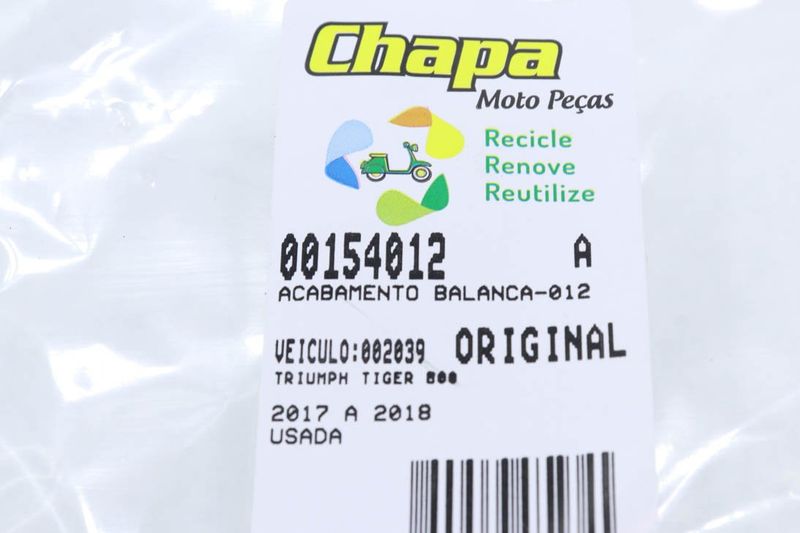 Chapa
Moto Peças
Recicle
Renove
Reutilize
00154012 A
ACABAMENTO BALANCA-012
VEICULO:002039 ORIGINAL
TRIUMPH TIGER 800
2017 A 2018
USADA